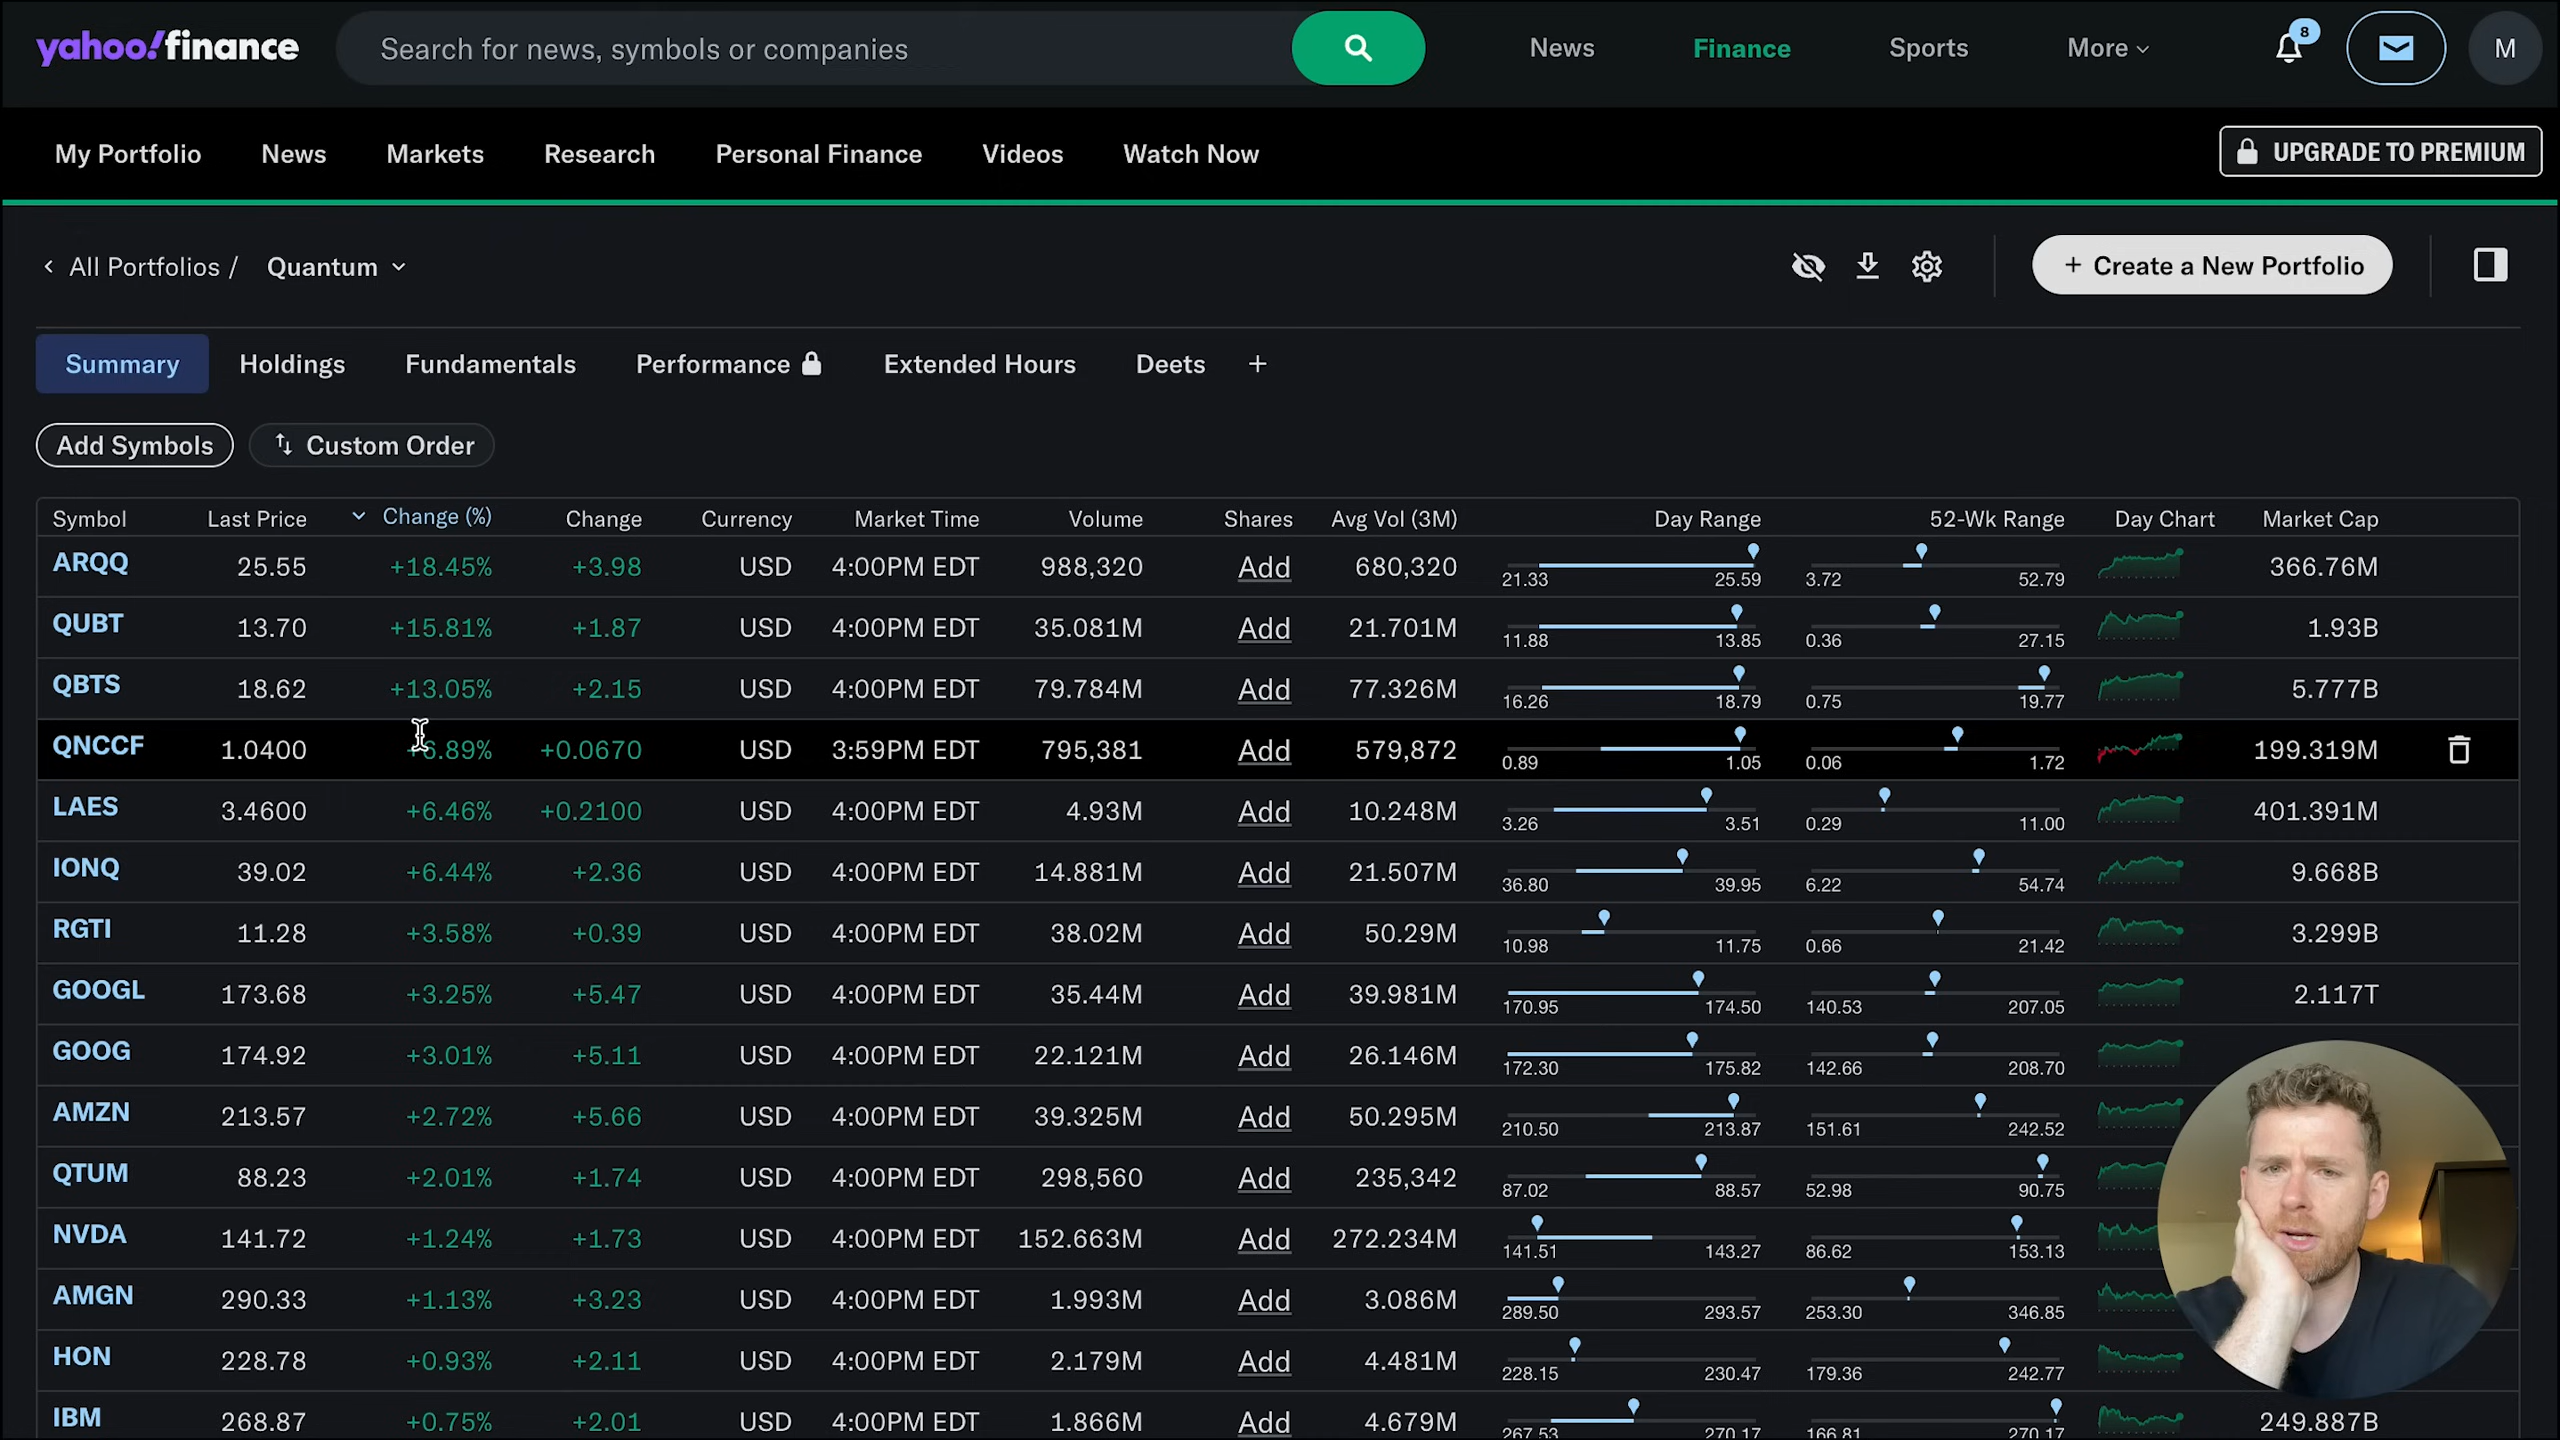 yahoo!finance Search for news, symbols or companies News Finance Sports More 8 M
My Portfolio News Markets Research Personal Finance Videos Watch Now UPGRADE TO PREMIUM
All Portfolios / Quantum + Create a New Portfolio
Summary Holdings Fundamentals Performance Extended Hours Deets +
Add Symbols Custom Order
Symbol Last Price Change (%) Change Currency Market Time Volume Shares Avg Vol (3M) Day Range 52-Wk Range Day Chart Market Cap
ARQQ 25.55 +18.45% +3.98 USD 4:00PM EDT 988,320 Add 680,320 21.33 25.59 3.72 52.79 366.76M
QUBT 13.70 +15.81% +1.87 USD 4:00PM EDT 35.081M Add 21.701M 11.88 13.85 0.36 27.15 1.93B
QBTS 18.62 +13.05% +2.15 USD 4:00PM EDT 79.784M Add 77.326M 16.26 18.79 0.75 19.77 5.777B
QNCCF 1.0400 +6.89% +0.0670 USD 3:59PM EDT 795,381 Add 579,872 0.89 1.05 0.06 1.72 199.319M
LAES 3.4600 +6.46% +0.2100 USD 4:00PM EDT 4.93M Add 10.248M 3.26 3.51 0.29 11.00 401.391M
IONQ 39.02 +6.44% +2.36 USD 4:00PM EDT 14.881M Add 21.507M 36.80 39.95 6.22 54.74 9.668B
RGTI 11.28 +3.58% +0.39 USD 4:00PM EDT 38.02M Add 50.29M 10.98 11.75 0.66 21.42 3.299B
GOOGL 173.68 +3.25% +5.47 USD 4:00PM EDT 35.44M Add 39.981M 170.95 174.50 140.53 207.05 2.117T
GOOG 174.92 +3.01% +5.11 USD 4:00PM EDT 22.121M Add 26.146M 172.30 175.82 142.66 208.70
AMZN 213.57 +2.72% +5.66 USD 4:00PM EDT 39.325M Add 50.295M 210.50 213.87 151.61 242.52
QTUM 88.23 +2.01% +1.74 USD 4:00PM EDT 298,560 Add 235,342 87.02 88.57 52.98 90.75
NVDA 141.72 +1.24% +1.73 USD 4:00PM EDT 152.663M Add 272.234M 141.51 143.27 86.62 153.13
AMGN 290.33 +1.13% +3.23 USD 4:00PM EDT 1.993M Add 3.086M 289.50 293.57 253.30 346.85
HON 228.78 +0.93% +2.11 USD 4:00PM EDT 2.179M Add 4.481M 228.15 230.47 179.36 242.77
IBM 268.87 +0.75% +2.01 USD 4:00PM EDT 1.866M Add 4.679M 267.53 270.17 166.81 270.17 249.887B